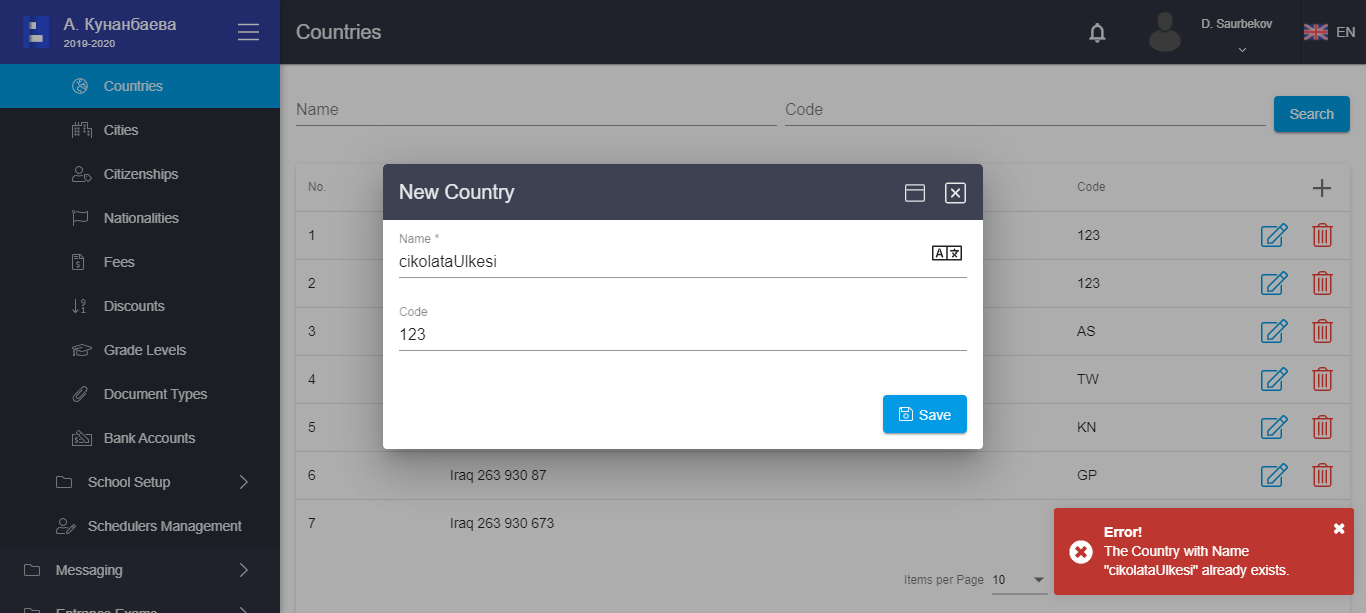 А. Кунанбаева
2019-2020
Countries
D. Saurbekov
EN
Countries
Cities
Citizenships
Nationalities
Fees
Discounts
Grade Levels
Document Types
Bank Accounts
School Setup
Schedulers Management
Messaging
Entrance Exams
Name
Code
Search
No.
Code
1
123
2
123
3
AS
4
TW
5
KN
6
Iraq 263 930 87
GP
7
Iraq 263 930 673
Items per Page
10
New Country
Name *
cikolataUlkesi
A
Code
123
Save
Error!
The Country with Name
"cikolataUlkesi" already exists.